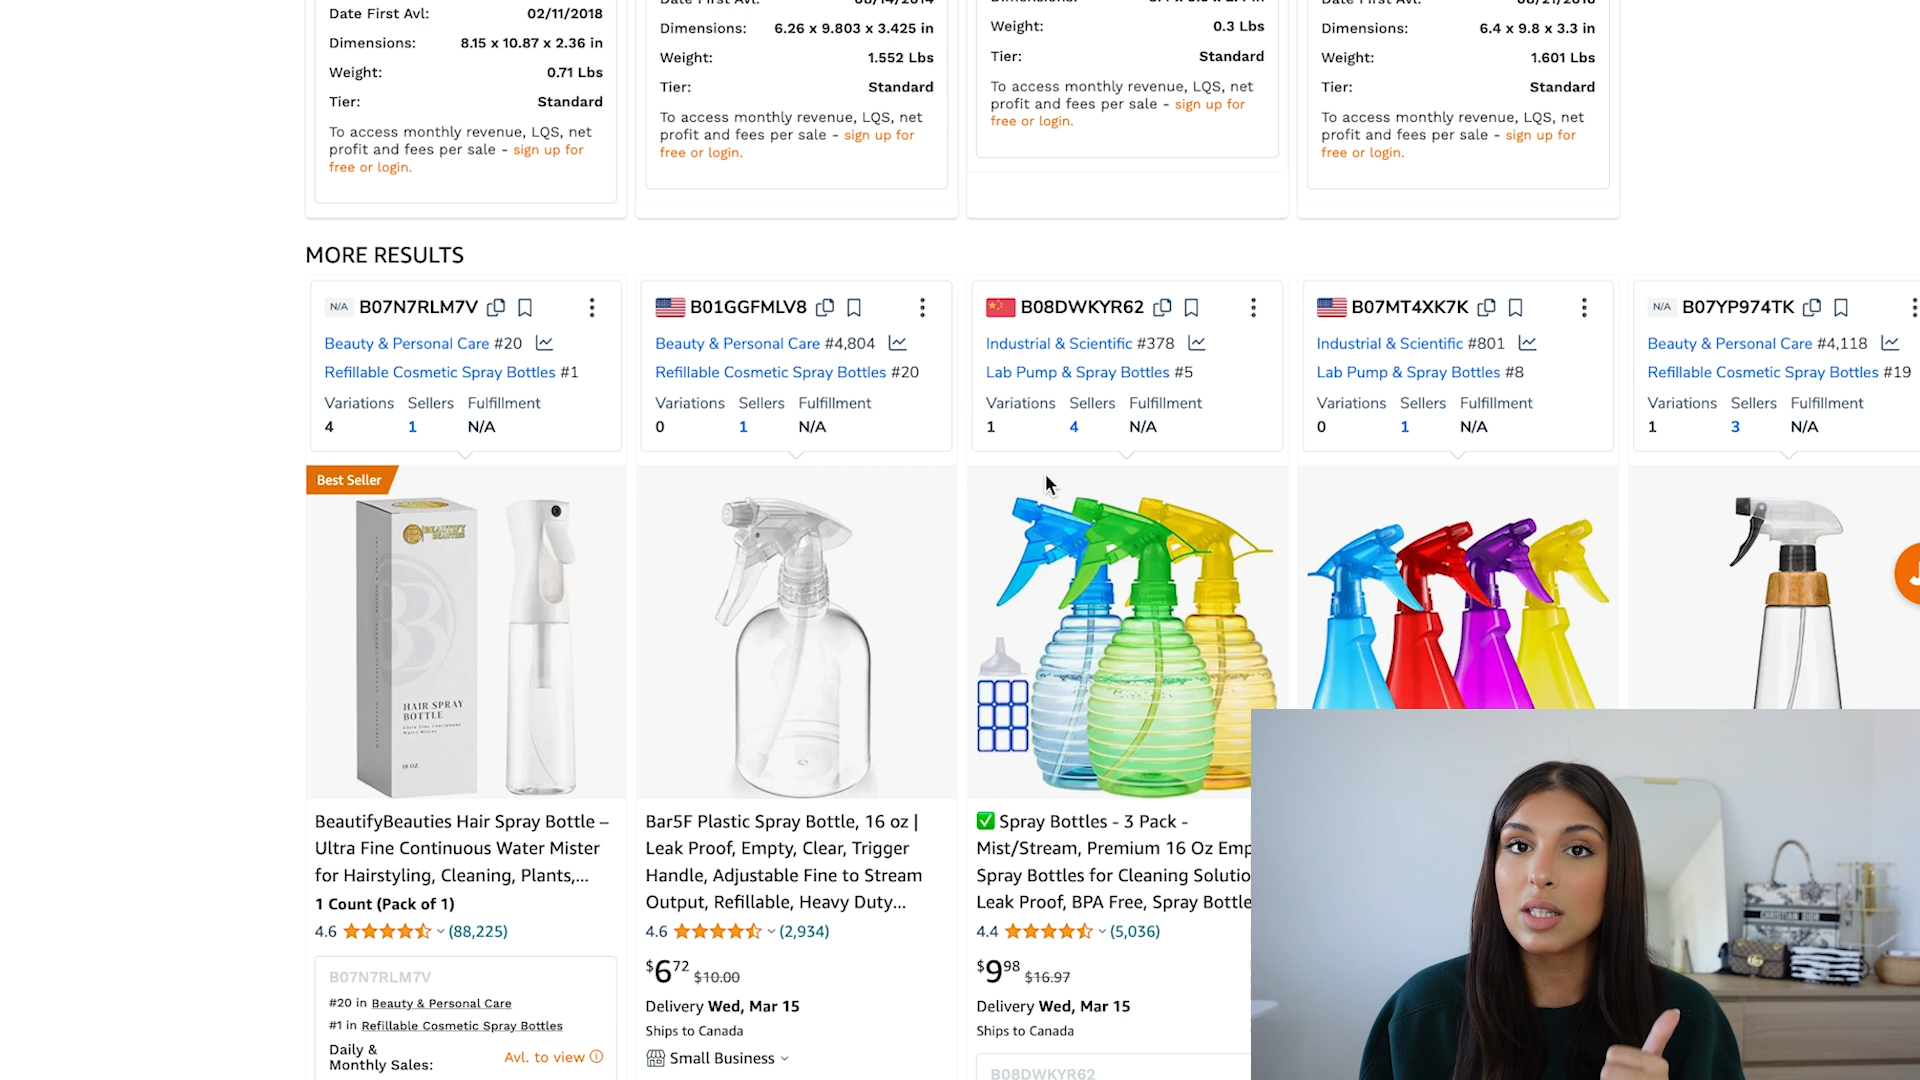 Date First Avl: 02/11/2018
Dimensions: 8.15 x 10.87 x 2.36 in
Weight: 0.71 Lbs
Tier: Standard
To access monthly revenue, LQS, net
profit and fees per sale - sign up for
free or login.
Dimensions: 6.26 x 9.803 x 3.425 in
Weight: 1.552 Lbs
Tier: Standard
To access monthly revenue, LQS, net
profit and fees per sale - sign up for
free or login.
Weight: 0.3 Lbs
Tier: Standard
To access monthly revenue, LQS, net
profit and fees per sale - sign up for
free or login.
Dimensions: 6.4 x 9.8 x 3.3 in
Weight: 1.601 Lbs
Tier: Standard
To access monthly revenue, LQS, net
profit and fees per sale - sign up for
free or login.
MORE RESULTS
N/A B07N7RLM7V
Beauty & Personal Care #20
Refillable Cosmetic Spray Bottles #1
Variations Sellers Fulfillment
4 1 N/A
B01GGFMLV8
Beauty & Personal Care #4,804
Refillable Cosmetic Spray Bottles #20
Variations Sellers Fulfillment
0 1 N/A
B08DWKYR62
Industrial & Scientific #378
Lab Pump & Spray Bottles #5
Variations Sellers Fulfillment
1 4 N/A
B07MT4XK7K
Industrial & Scientific #801
Lab Pump & Spray Bottles #8
Variations Sellers Fulfillment
0 1 N/A
N/A B07YP974TK
Beauty & Personal Care #4,118
Refillable Cosmetic Spray Bottles #19
Variations Sellers Fulfillment
1 3 N/A
Best Seller
BEAUTIFY
BEAUTIES
HAIR SPRAY
BOTTLE
10 OZ
BeautifyBeauties Hair Spray Bottle –
Ultra Fine Continuous Water Mister
for Hairstyling, Cleaning, Plants,...
1 Count (Pack of 1)
4.6 (88,225)
B07N7RLM7V
#20 in Beauty & Personal Care
#1 in Refillable Cosmetic Spray Bottles
Daily &
Monthly Sales: Avl. to view
Bar5F Plastic Spray Bottle, 16 oz |
Leak Proof, Empty, Clear, Trigger
Handle, Adjustable Fine to Stream
Output, Refillable, Heavy Duty...
4.6 (2,934)
$6 72 $10.00
Delivery Wed, Mar 15
Ships to Canada
Small Business
✅ Spray Bottles - 3 Pack -
Mist/Stream, Premium 16 Oz Emp
Spray Bottles for Cleaning Solutio
Leak Proof, BPA Free, Spray Bottle
4.4 (5,036)
$9 98 $16.97
Delivery Wed, Mar 15
Ships to Canada
B08DWKYR62
CHRISTIAN DIOR